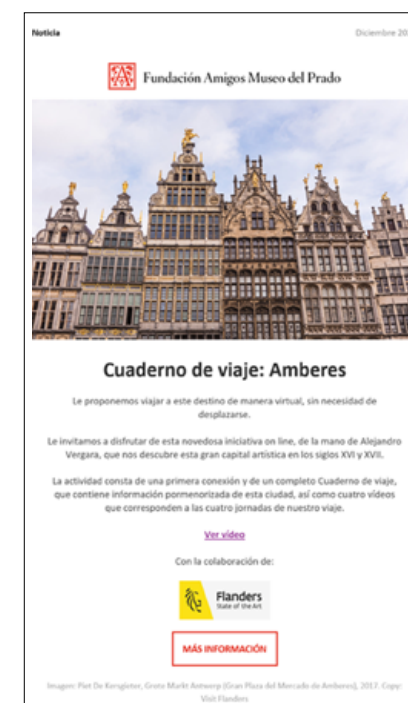 Noticia
Diciembre 20
Fundación Amigos Museo del Prado
Cuaderno de viaje: Amberes
Le proponemos viajar a este destino de manera virtual, sin necesidad de
desplazarse.
Le invitamos a disfrutar de esta novedosa iniciativa on line, de la mano de Alejandro
Vergara, que nos descubre esta gran capital artística en los siglos XVI y XVII.
La actividad consta de una primera conexión y de un completo Cuaderno de viaje,
que contiene información pormenorizada de esta ciudad, así como cuatro vídeos
que corresponden a las cuatro jornadas de nuestro viaje.
Ver vídeo
Con la colaboración de:
Flanders
State of the Art
MÁS INFORMACIÓN
Imagen: Piet De Kersgieter, Grote Markt Antwerp (Gran Plaza del Mercado de Amberes), 2017. Copy:
Visit Flanders